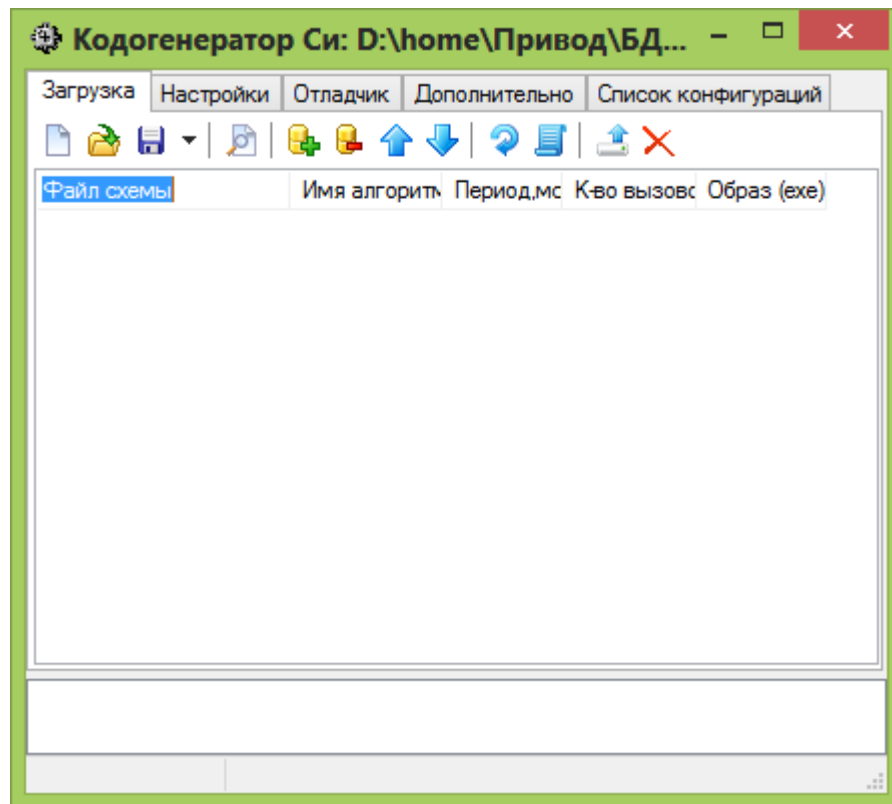 Кодогенератор Си: D:\home\Привод\БД...
Загрузка Настройки Отладчик Дополнительно Список конфигураций
Файл схемы Имя алгоритм Период,мс К-во вызово Образ (exe)